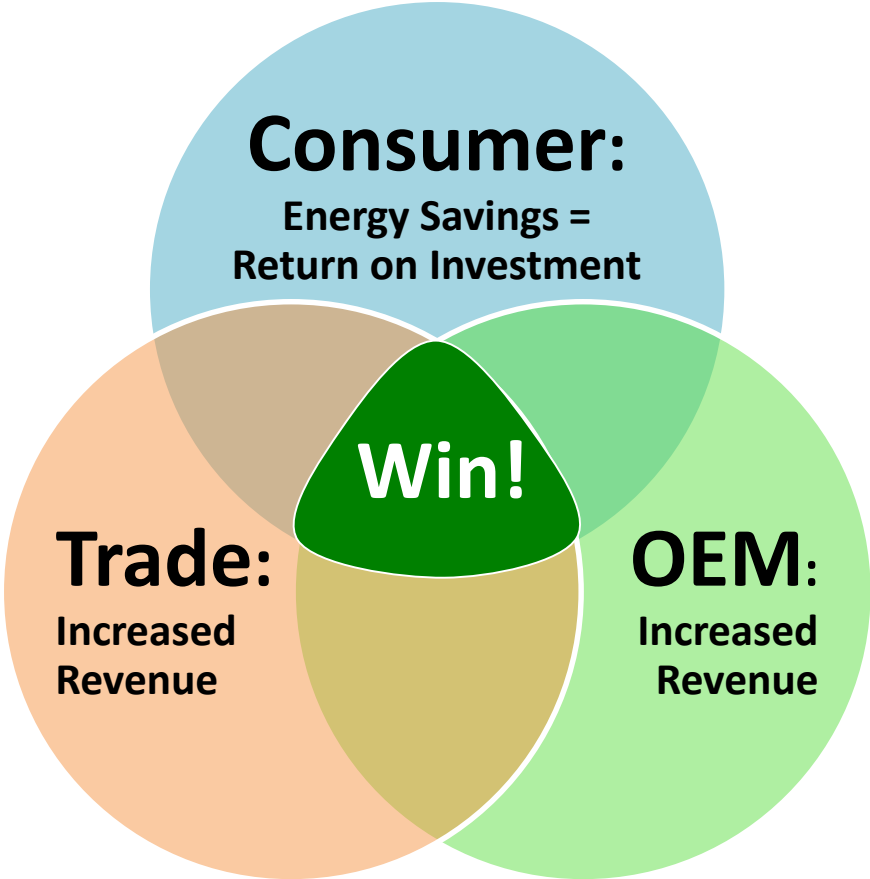 Consumer:
Energy Savings =
Return on Investment
Win!
Trade:
Increased
Revenue
OEM:
Increased
Revenue